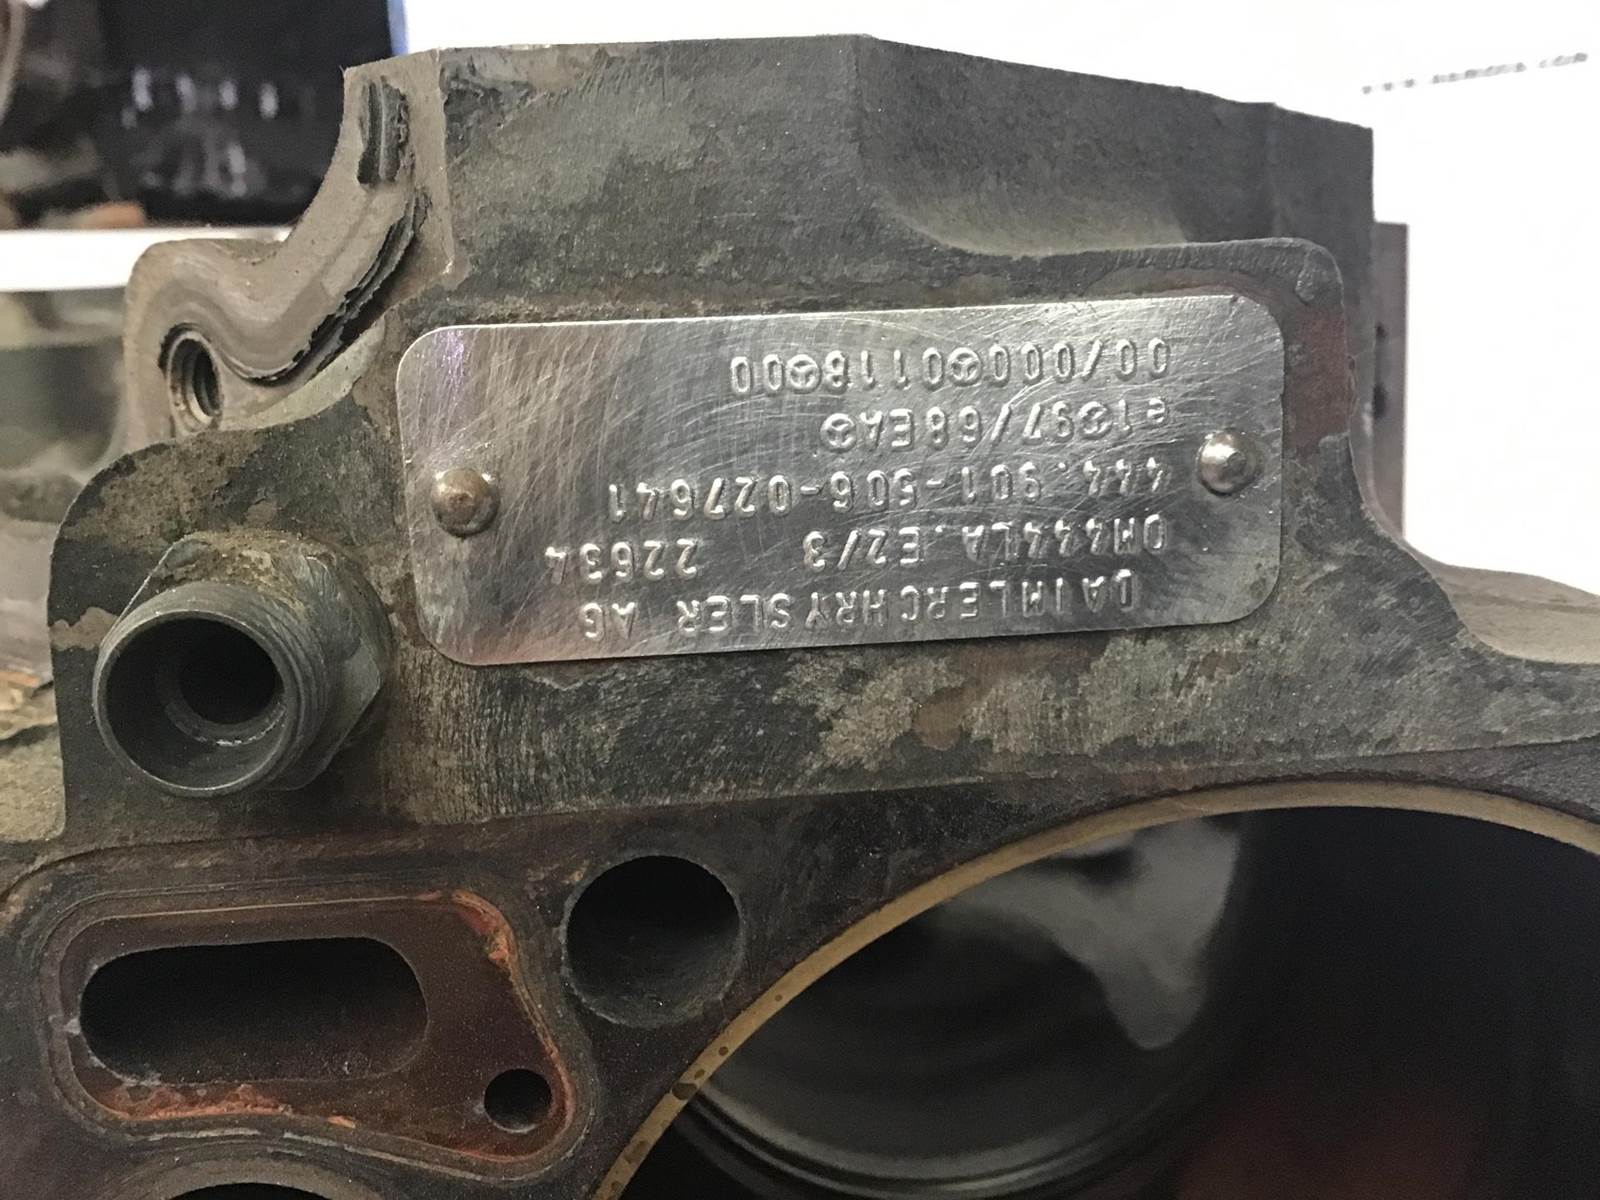 DAIMLERCHRYSLER AG
OM444LA.E2/3 22634
444.901-506-027641
e1*97/68EA*
00/000*0118*00